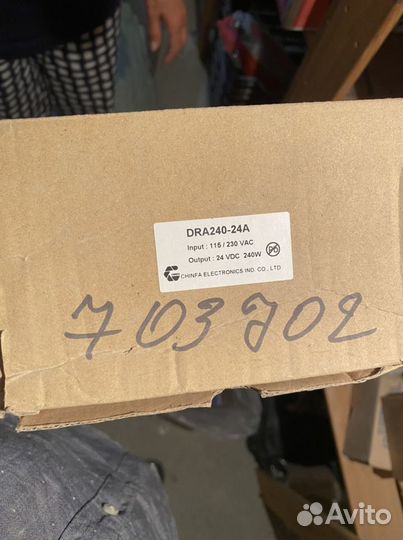 DRA240-24A
Input : 115 / 230 VAC
Output : 24 VDC 240W
CHINFA ELECTRONICS IND. CO., LTD
703702
Avito